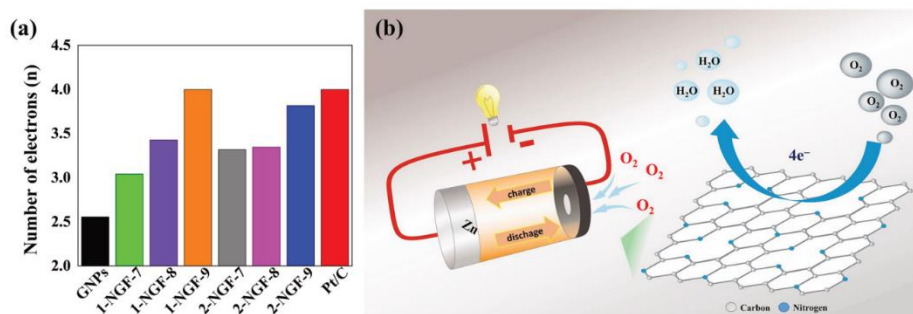 (a)
Number of electrons (n)
4.5
4.0
3.5
3.0
2.5
2.0
GNPs
1-NGF-7
1-NGF-8
1-NGF-9
2-NGF-7
2-NGF-8
2-NGF-9
Pt/C
(b)
+
-
Zn
charge
dischage
O₂
O₂
O₂
H₂O
H₂O
H₂O
O₂
O₂
O₂
O₂
4e⁻
Carbon Nitrogen